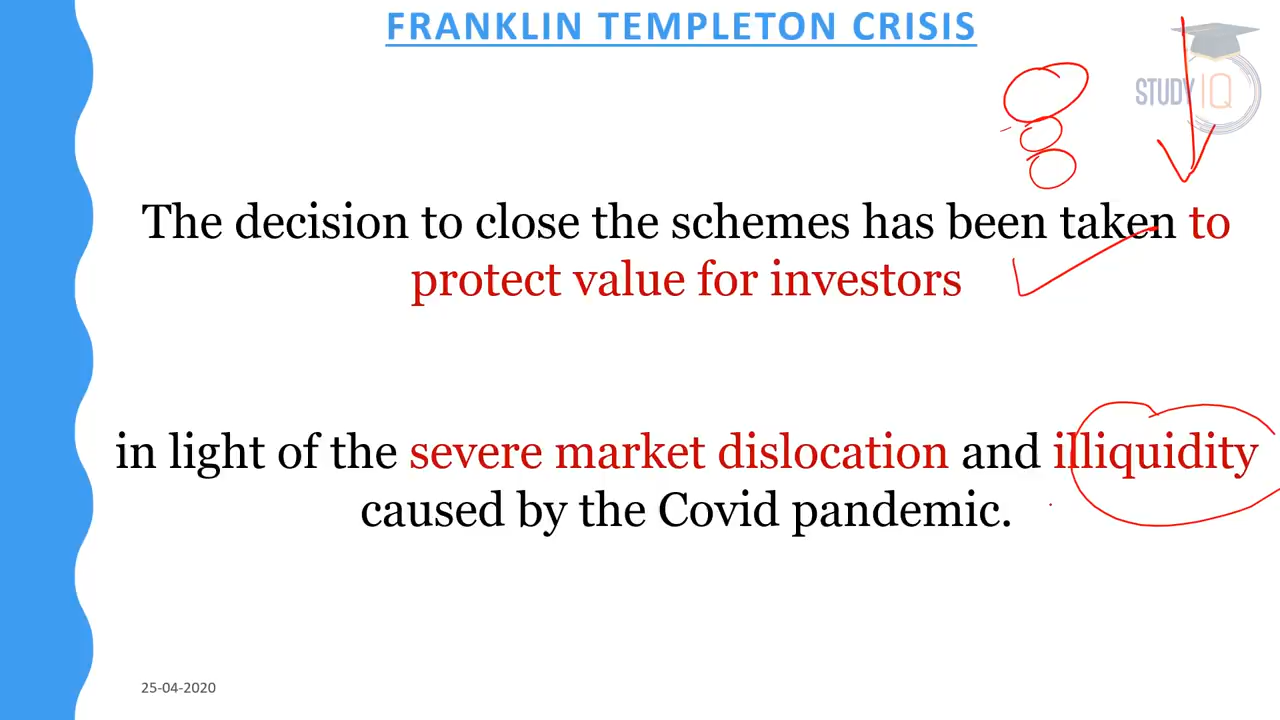 FRANKLIN TEMPLETON CRISIS
STUDY IQ
The decision to close the schemes has been taken to
protect value for investors
in light of the severe market dislocation and illiquidity
caused by the Covid pandemic.
25-04-2020